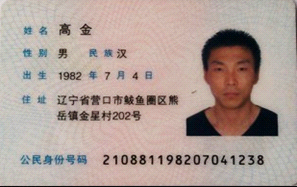 姓名 高金
性别 男 民族 汉
出生 1982 年 7 月 4 日
住址 辽宁省营口市鲅鱼圈区熊
岳镇金星村202号
公民身份号码 210881198207041238